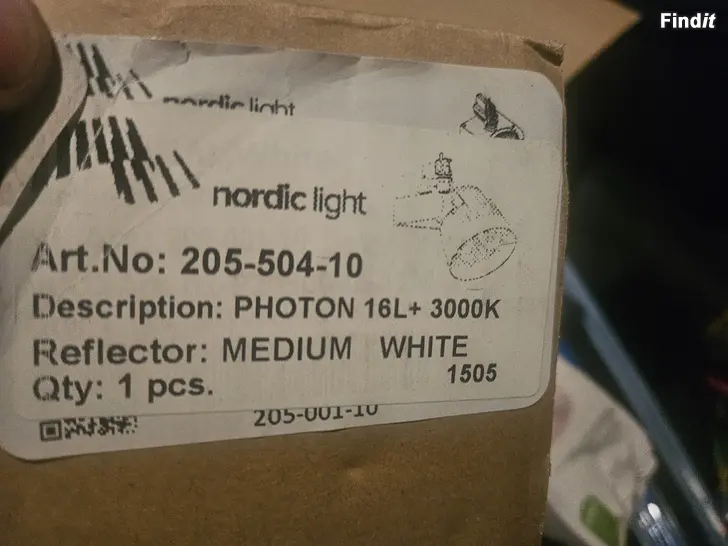 Findit
nordic light
nordic light
Art.No: 205-504-10
Description: PHOTON 16L+ 3000K
Reflector: MEDIUM WHITE
1505
Qty: 1 pcs.
205-001-10